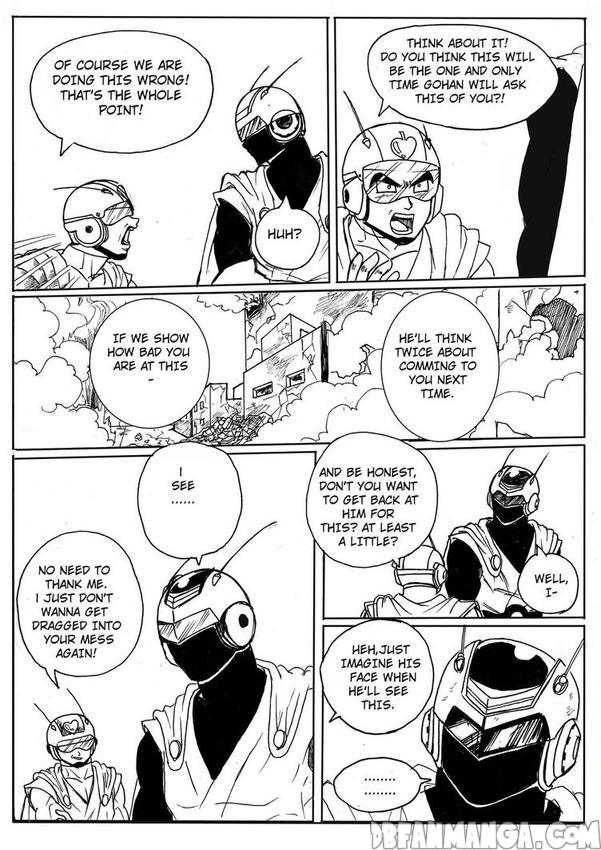 OF COURSE WE ARE
DOING THIS WRONG!
THAT'S THE WHOLE
POINT!
HUH?
THINK ABOUT IT!
DO YOU THINK THIS WILL
BE THE ONE AND ONLY
TIME GOHAN WILL ASK
THIS OF YOU?!
IF WE SHOW
HOW BAD YOU
ARE AT THIS
-
HE'LL THINK
TWICE ABOUT
COMMING TO
YOU NEXT
TIME.
I
SEE
......
NO NEED TO
THANK ME.
I JUST DON'T
WANNA GET
DRAGGED INTO
YOUR MESS
AGAIN!
AND BE HONEST,
DON'T YOU WANT
TO GET BACK AT
HIM FOR
THIS? AT LEAST
A LITTLE?
WELL,
I-
HEH,JUST
IMAGINE HIS
FACE WHEN
HE'LL SEE
THIS.
........
........
DBFANMANGA.COM